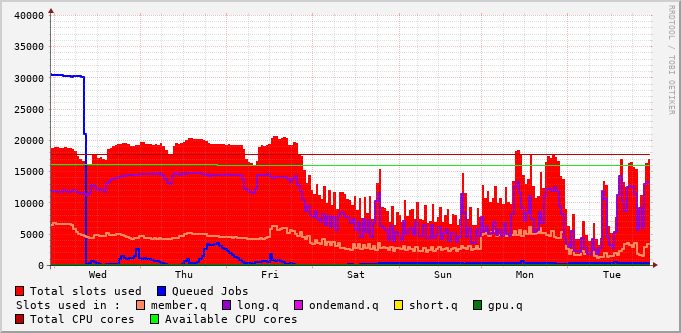 40000
35000
30000
25000
20000
15000
10000
5000
0
Wed Thu Fri Sat Sun Mon Tue
RRDTOOL / TOBI OETIKER
Total slots used Queued Jobs
Slots used in : member.q long.q ondemand.q short.q gpu.q
Total CPU cores Available CPU cores